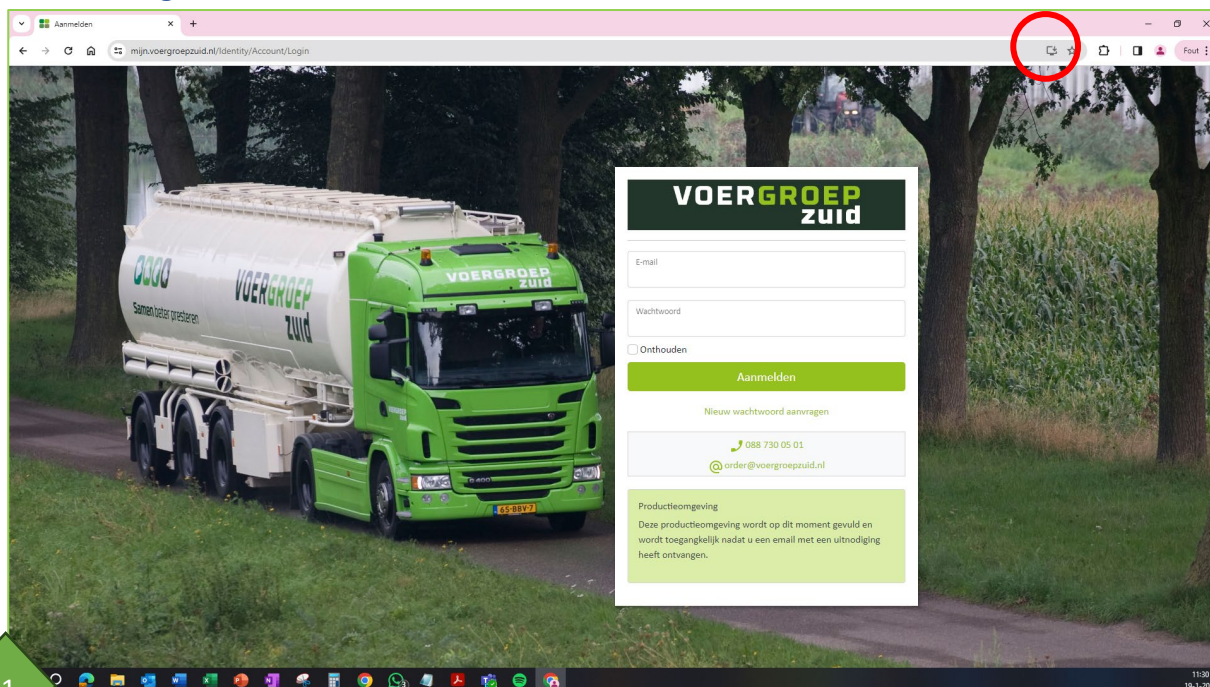 Aanmelden
mijn.voergroepzuid.nl/Identity/Account/Login
Fout
VOERGROEP
zuid
Samen beter presteren
VOERGROEP
zuid
65-BBV-7
VOERGROEP
zuid
E-mail
Wachtwoord
Onthouden
Aanmelden
Nieuw wachtwoord aanvragen
088 730 05 01
order@voergroepzuid.nl
Productieomgeving
Deze productieomgeving wordt op dit moment gevuld en
wordt toegangkelijk nadat u een email met een uitnodiging
heeft ontvangen.
1
11:30